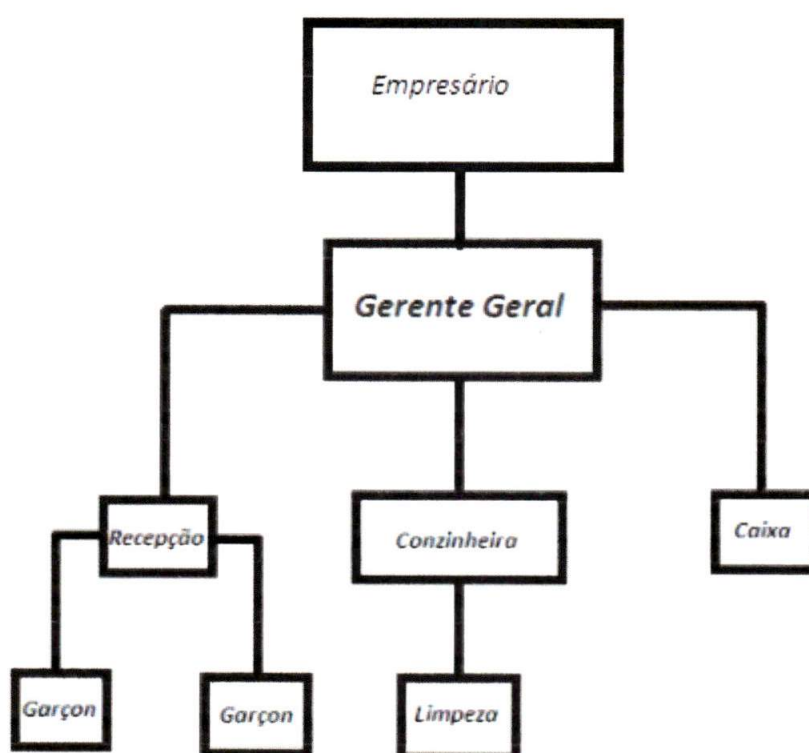 Empresário
Gerente Geral
Recepção
Conzinheira
Caixa
Garçon
Garçon
Limpeza